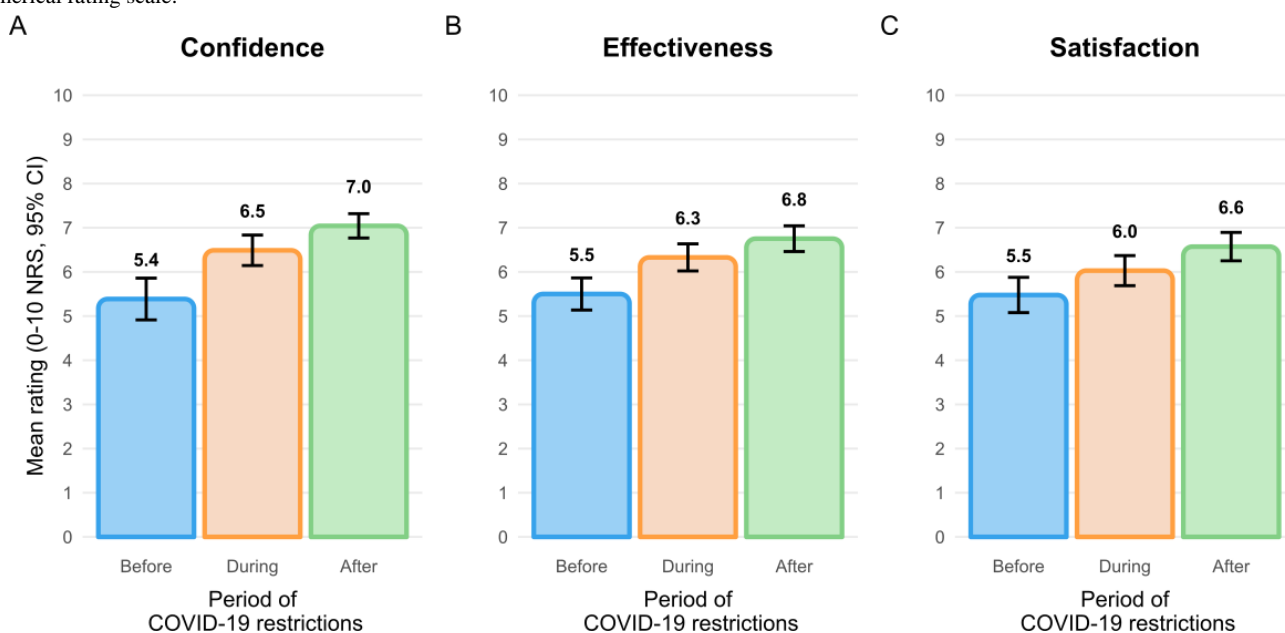 nerical rating scale.
A
Confidence
Mean rating (0-10 NRS, 95% CI)
10
9
8
7
6
5
4
3
2
1
0
5.4
6.5
7.0
Before During After
Period of
COVID-19 restrictions
B
Effectiveness
10
9
8
7
6
5
4
3
2
1
0
5.5
6.3
6.8
Before During After
Period of
COVID-19 restrictions
C
Satisfaction
10
9
8
7
6
5
4
3
2
1
0
5.5
6.0
6.6
Before During After
Period of
COVID-19 restrictions